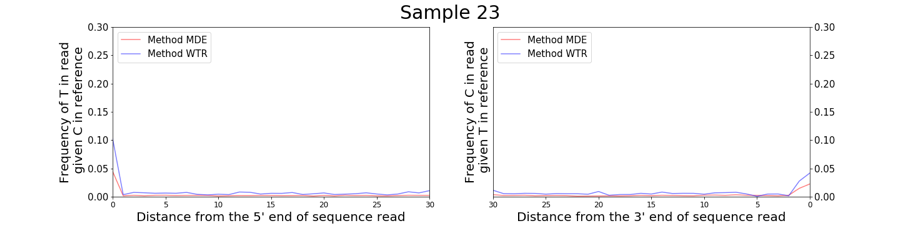 Sample 23
Frequency of T in read
given C in reference
0.30
0.25
0.20
0.15
0.10
0.05
0.00
Method MDE
Method WTR
0 5 10 15 20 25 30
Distance from the 5' end of sequence read
Frequency of C in read
given T in reference
Method MDE
Method WTR
0.30
0.25
0.20
0.15
0.10
0.05
0.00
30 25 20 15 10 5 0
Distance from the 3' end of sequence read